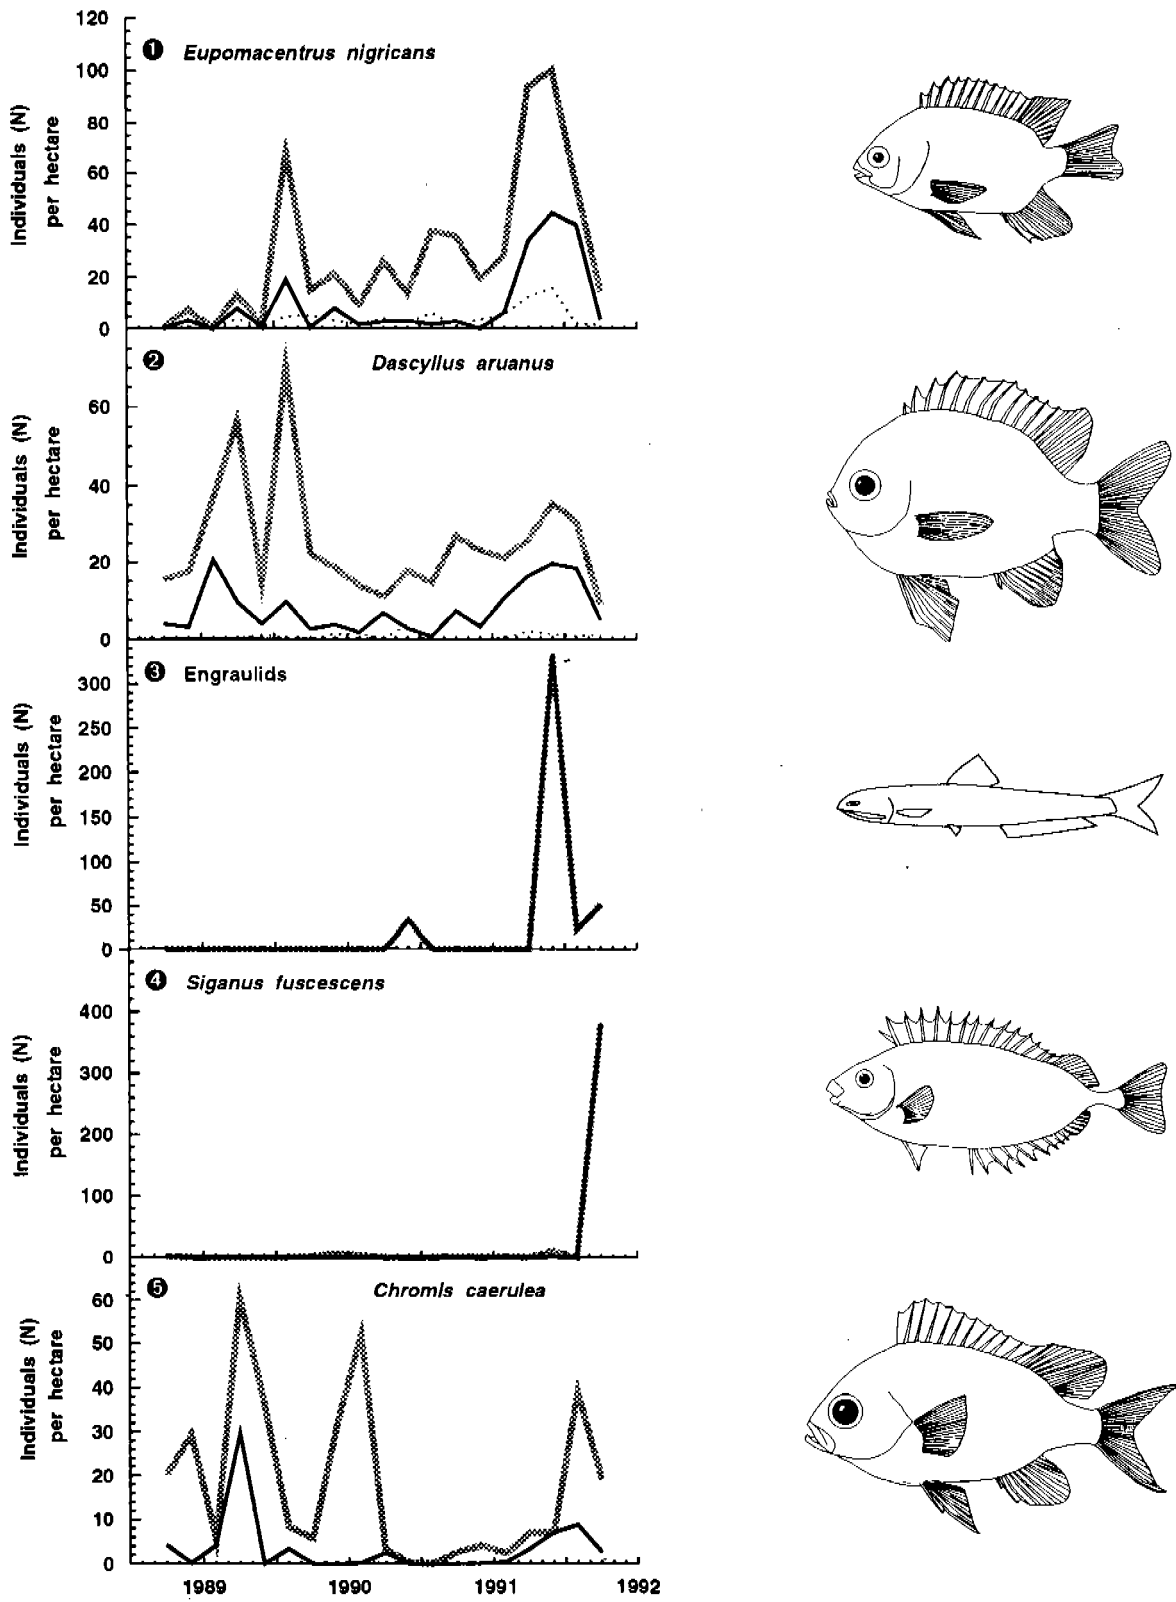 120
100
80
60
40
20
0
Individuals (N)
per hectare
❶ Eupomacentrus nigricans
60
40
20
0
Individuals (N)
per hectare
❷ Dascyllus aruanus
300
250
200
150
100
50
0
Individuals (N)
per hectare
❸ Engraulids
400
300
200
100
0
Individuals (N)
per hectare
❹ Siganus fuscescens
60
50
40
30
20
10
0
Individuals (N)
per hectare
❺ Chromis caerulea
1989 1990 1991 1992